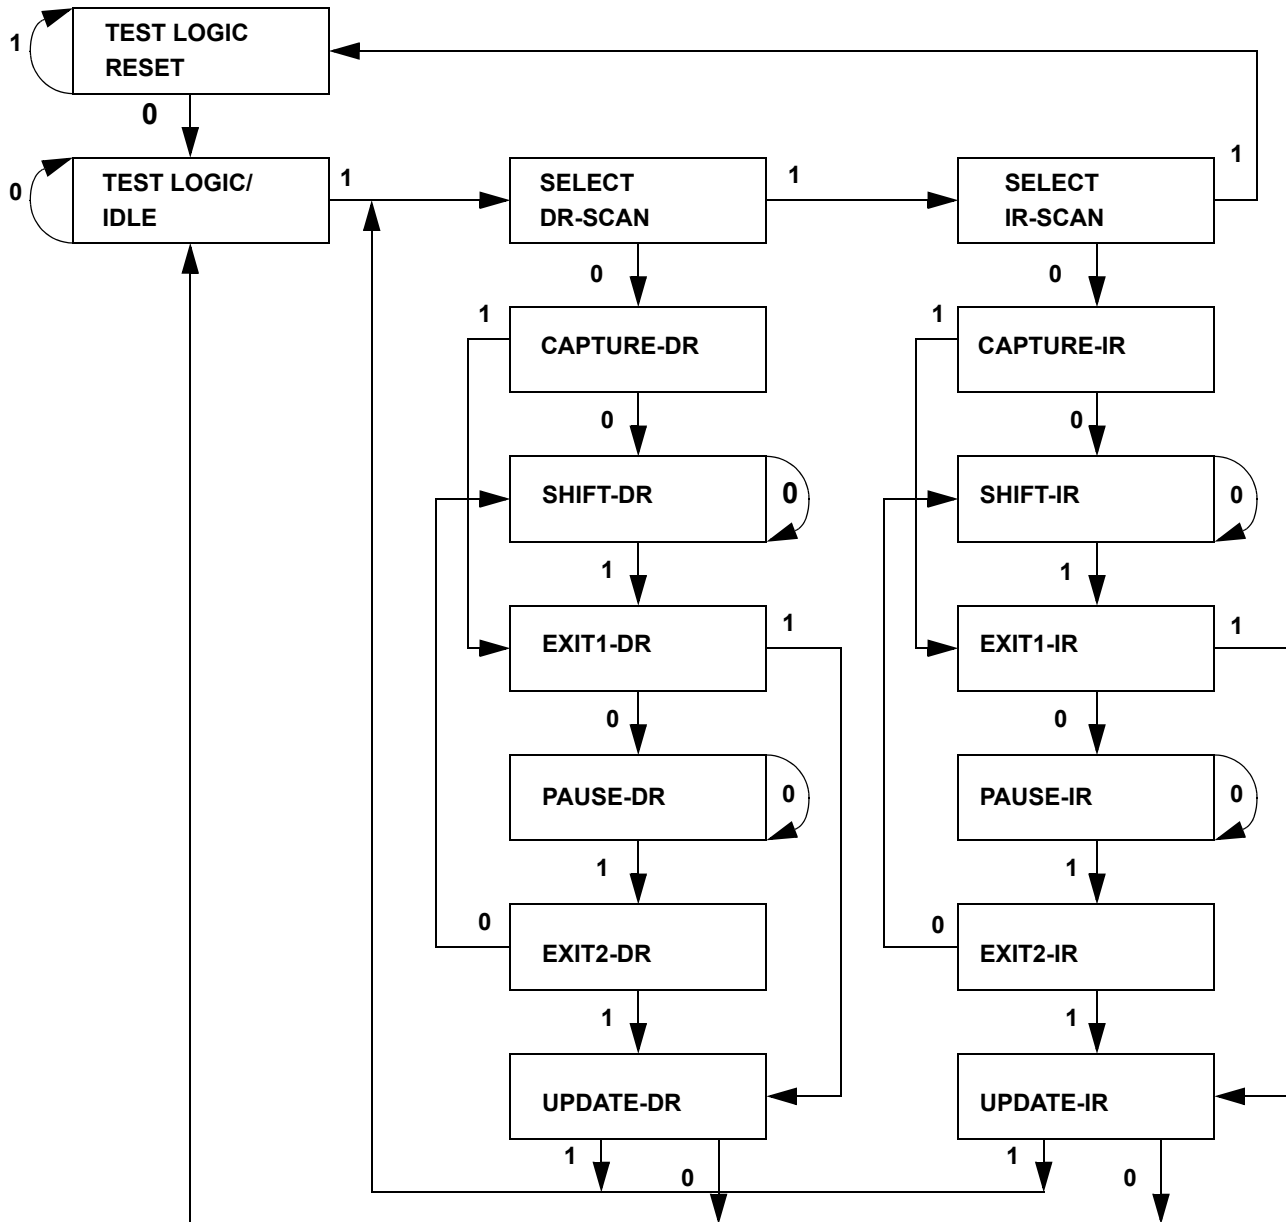 TEST LOGIC
RESET
1
0
TEST LOGIC/
IDLE
0
1
SELECT
DR-SCAN
1
SELECT
IR-SCAN
1
0
0
1
CAPTURE-DR
1
CAPTURE-IR
0
0
SHIFT-DR
0
SHIFT-IR
0
1
1
EXIT1-DR
1
EXIT1-IR
1
0
0
PAUSE-DR
0
PAUSE-IR
0
1
1
0
EXIT2-DR
0
EXIT2-IR
1
1
UPDATE-DR
UPDATE-IR
1
0
1
0